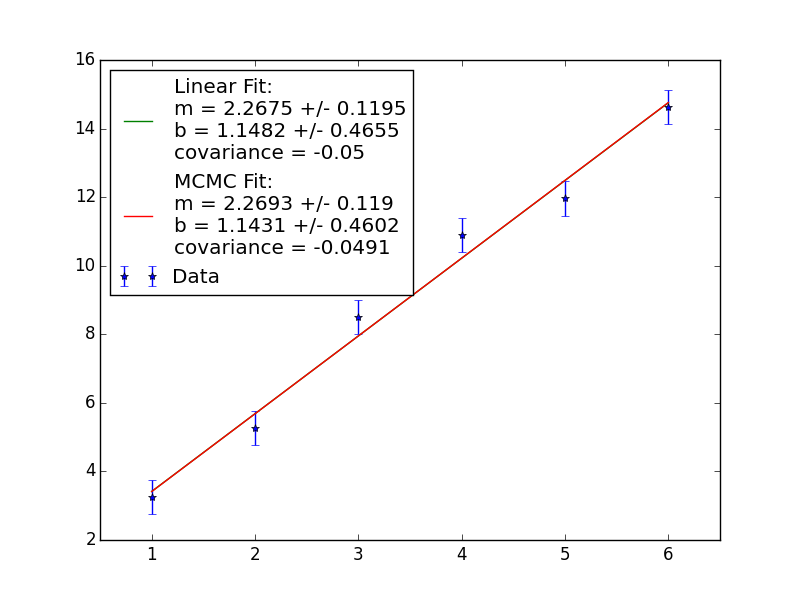 16
14
12
10
8
6
4
2
Linear Fit:
m = 2.2675 +/- 0.1195
b = 1.1482 +/- 0.4655
covariance = -0.05
MCMC Fit:
m = 2.2693 +/- 0.119
b = 1.1431 +/- 0.4602
covariance = -0.0491
Data
1 2 3 4 5 6